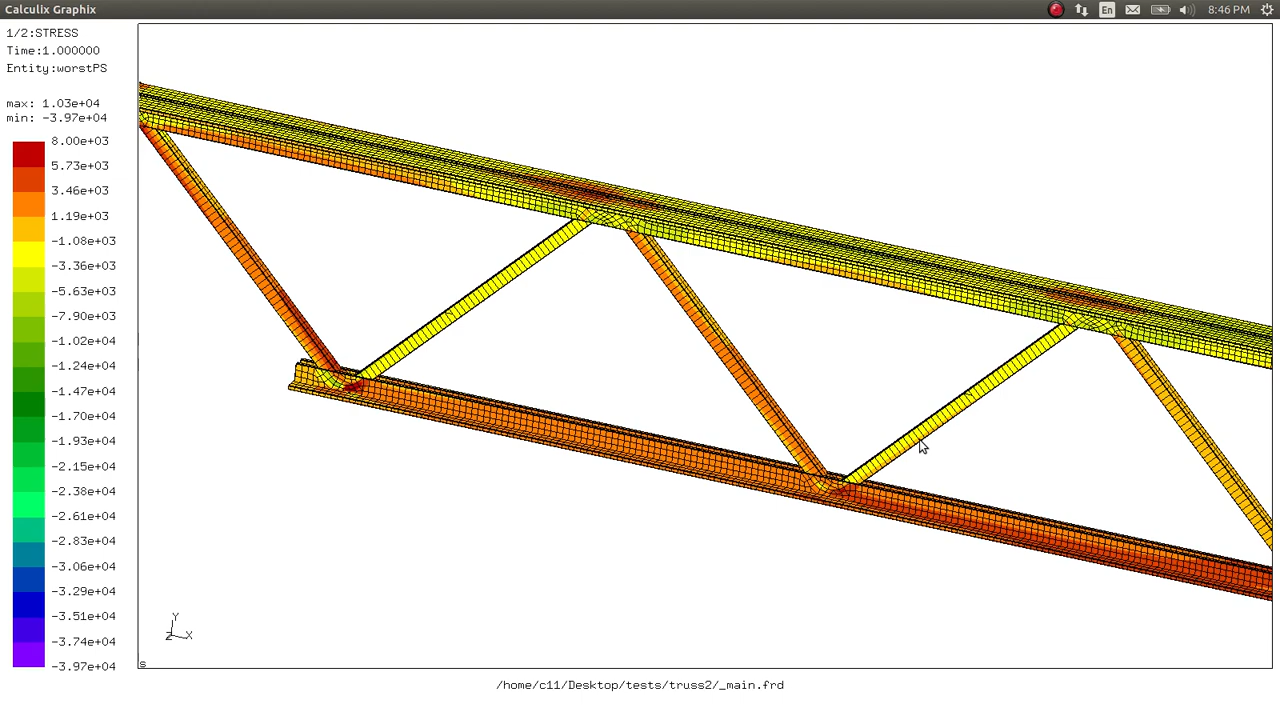 Calculix Graphix
En
8:46 PM
1/2:STRESS
Time:1.000000
Entity:worstPS
max: 1.03e+04
min: -3.97e+04
8.00e+03
5.73e+03
3.46e+03
1.19e+03
-1.08e+03
-3.36e+03
-5.63e+03
-7.90e+03
-1.02e+04
-1.24e+04
-1.47e+04
-1.70e+04
-1.93e+04
-2.15e+04
-2.38e+04
-2.61e+04
-2.83e+04
-3.06e+04
-3.29e+04
-3.51e+04
-3.74e+04
-3.97e+04
Y
Z
X
s
/home/c11/Desktop/tests/truss2/_main.frd